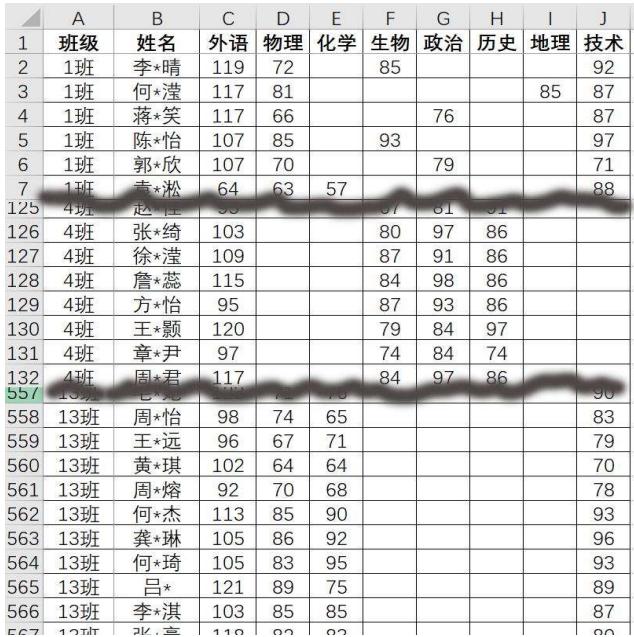 A B C D E F G H I J
1 班级 姓名 外语 物理 化学 生物 政治 历史 地理 技术
2 1班 李*晴 119 72 85 92
3 1班 何*滢 117 81 85 87
4 1班 蒋*笑 117 66 76 87
5 1班 陈*怡 107 85 93 97
6 1班 郭*欣 107 70 79 71
7 1班 袁*淞 64 63 57 88
125 4班
126 4班 张*绮 103 80 97 86
127 4班 徐*滢 109 87 91 86
128 4班 詹*蕊 115 84 98 86
129 4班 方*怡 95 87 93 86
130 4班 王*颢 120 79 84 97
131 4班 章*尹 97 74 84 74
132 4班 周*君 117 84 97 86
557
558 13班 周*怡 98 74 65 83
559 13班 王*远 96 67 71 79
560 13班 黄*琪 102 64 64 70
561 13班 周*熔 92 70 68 78
562 13班 何*杰 113 85 90 93
563 13班 龚*琳 105 86 92 96
564 13班 何*琦 105 83 95 93
565 13班 吕* 121 89 75 89
566 13班 李*淇 103 85 85 87
567 13班